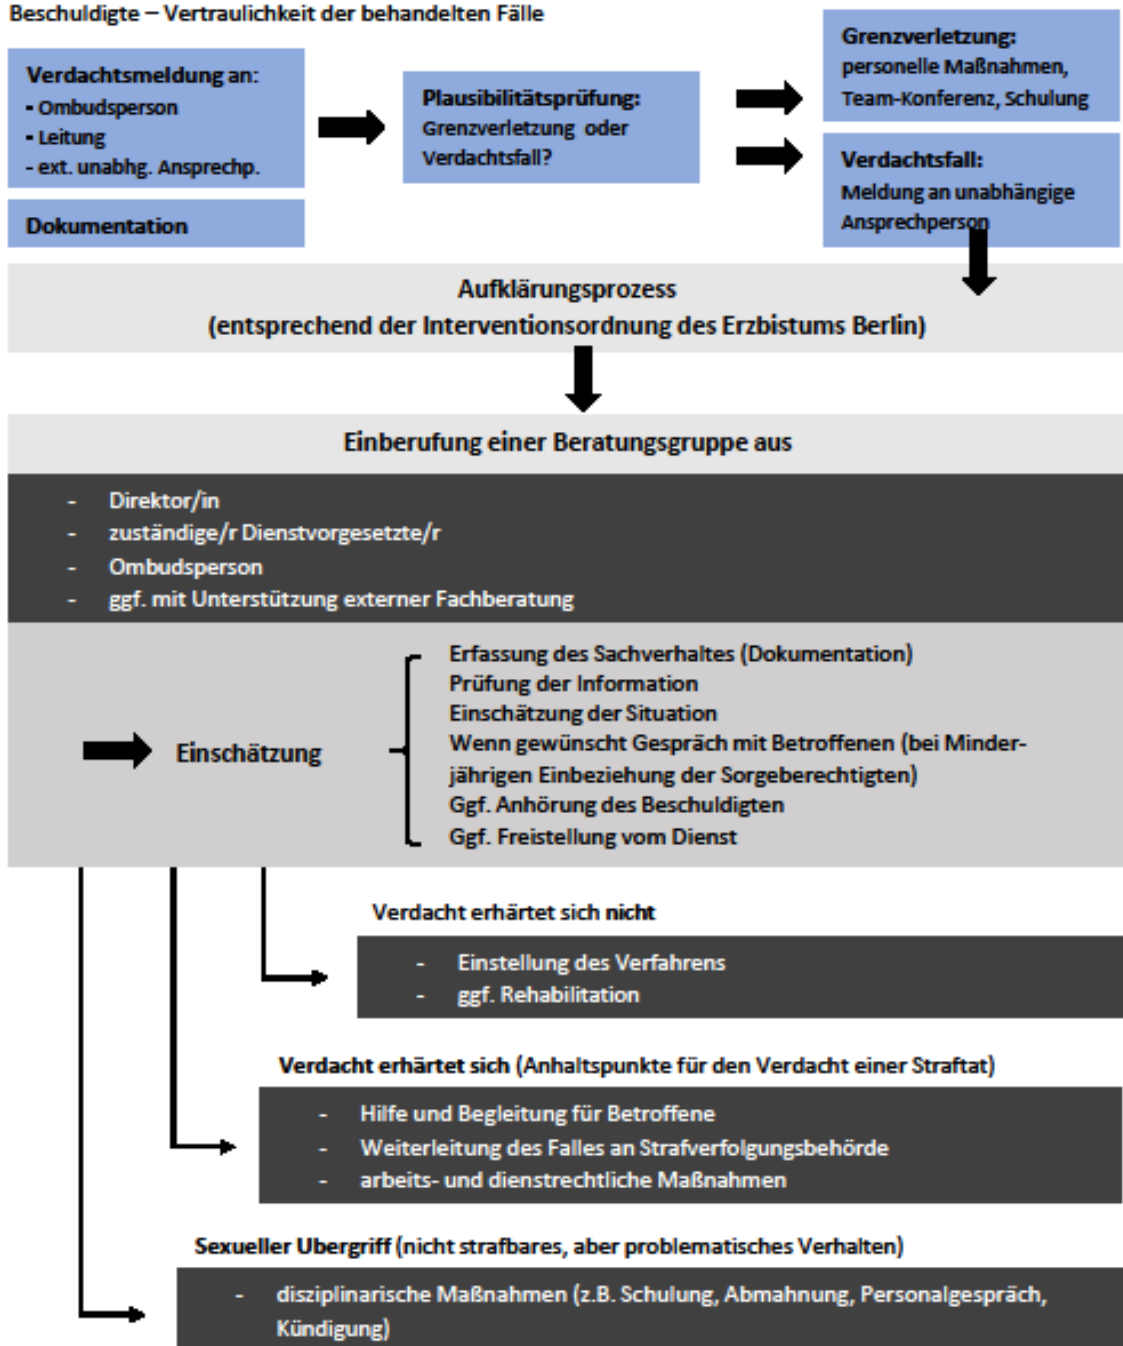 Beschuldigte – Vertraulichkeit der behandelten Fälle
Verdachtsmeldung an:
- Ombudsperson
- Leitung
- ext. unabhg. Ansprechp.
Dokumentation
Plausibilitätsprüfung:
Grenzverletzung oder
Verdachtsfall?
Grenzverletzung:
personelle Maßnahmen,
Team-Konferenz, Schulung
Verdachtsfall:
Meldung an unabhängige
Ansprechperson
Aufklärungsprozess
(entsprechend der Interventionsordnung des Erzbistums Berlin)
Einberufung einer Beratungsgruppe aus
- Direktor/in
- zuständige/r Dienstvorgesetzte/r
- Ombudsperson
- ggf. mit Unterstützung externer Fachberatung
Einschätzung
Erfassung des Sachverhaltes (Dokumentation)
Prüfung der Information
Einschätzung der Situation
Wenn gewünscht Gespräch mit Betroffenen (bei Minder-
jährigen Einbeziehung der Sorgeberechtigten)
Ggf. Anhörung des Beschuldigten
Ggf. Freistellung vom Dienst
Verdacht erhärtet sich nicht
- Einstellung des Verfahrens
- ggf. Rehabilitation
Verdacht erhärtet sich (Anhaltspunkte für den Verdacht einer Straftat)
- Hilfe und Begleitung für Betroffene
- Weiterleitung des Falles an Strafverfolgungsbehörde
- arbeits- und dienstrechtliche Maßnahmen
Sexueller Ubergriff (nicht strafbares, aber problematisches Verhalten)
- disziplinarische Maßnahmen (z.B. Schulung, Abmahnung, Personalgespräch,
Kündigung)